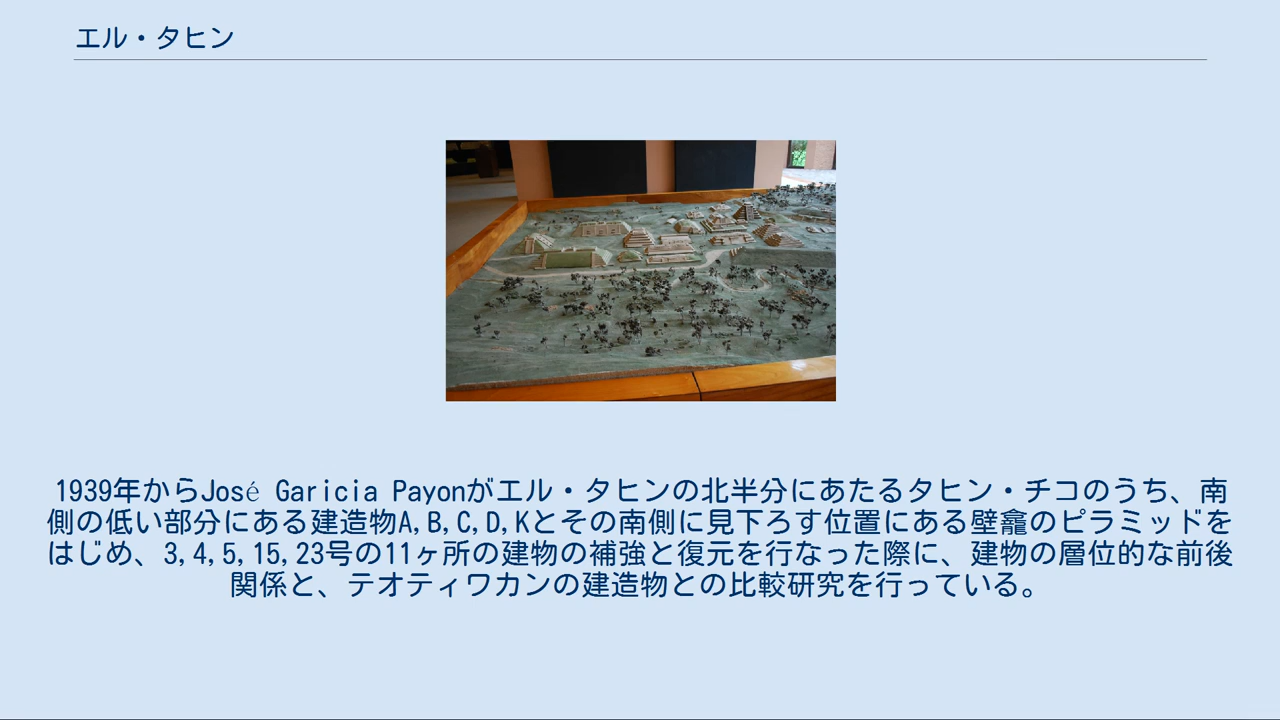 エル・タヒン
1939年からJosé Garicia Payonがエル・タヒンの北半分にあたるタヒン・チコのうち、南
側の低い部分にある建造物A,B,C,D,Kとその南側に見下ろす位置にある壁龕のピラミッドを
はじめ、3,4,5,15,23号の11ヶ所の建物の補強と復元を行なった際に、建物の層位的な前後
関係と、テオティワカンの建造物との比較研究を行っている。